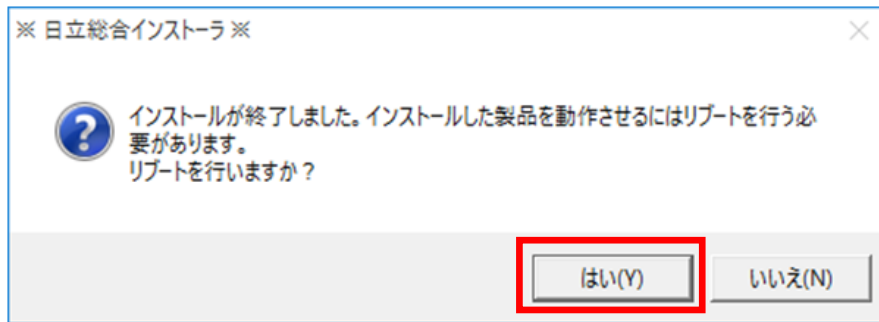 ※ 日立総合インストーラ ※
インストールが終了しました。インストールした製品を動作させるにはリブートを行う必
要があります。
リブートを行いますか？
はい(Y)
いいえ(N)